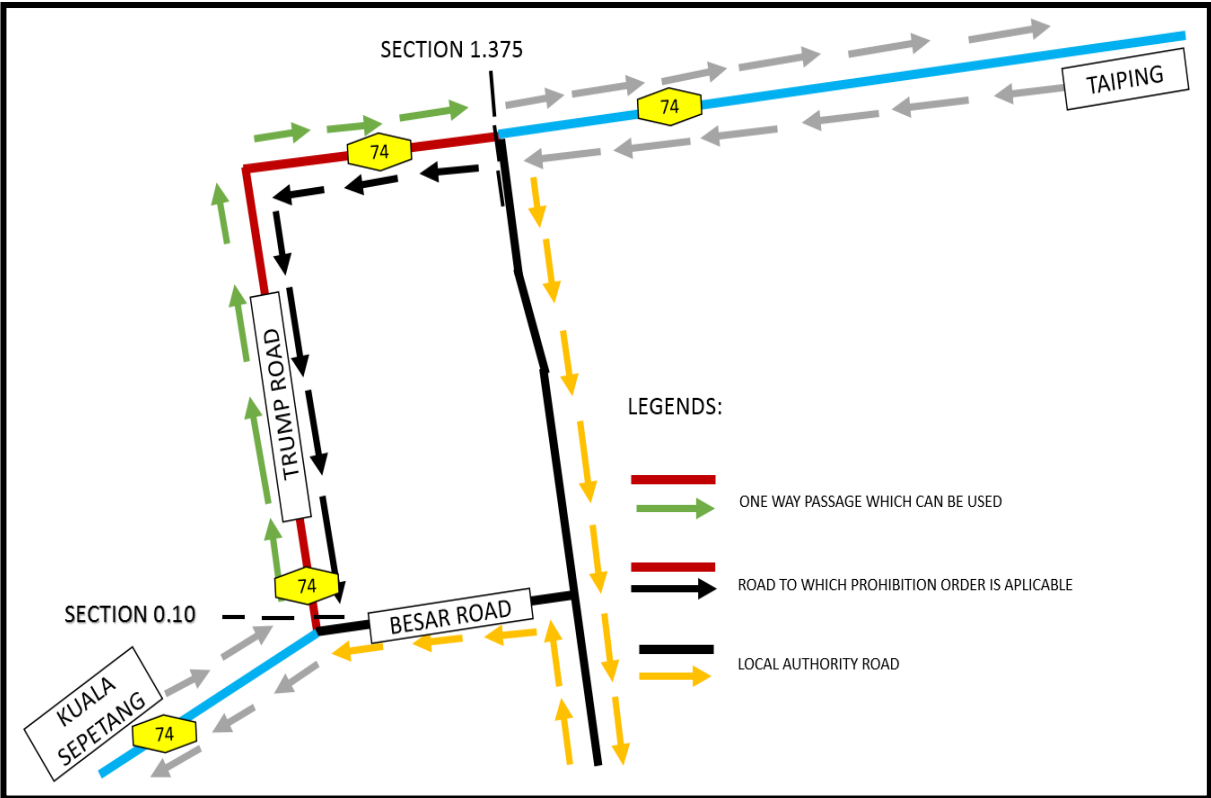 SECTION 1.375
74
TAIPING
74
TRUMP ROAD
LEGENDS:
ONE WAY PASSAGE WHICH CAN BE USED
74
ROAD TO WHICH PROHIBITION ORDER IS APLICABLE
SECTION 0.10
BESAR ROAD
LOCAL AUTHORITY ROAD
KUALA
SEPETANG
74